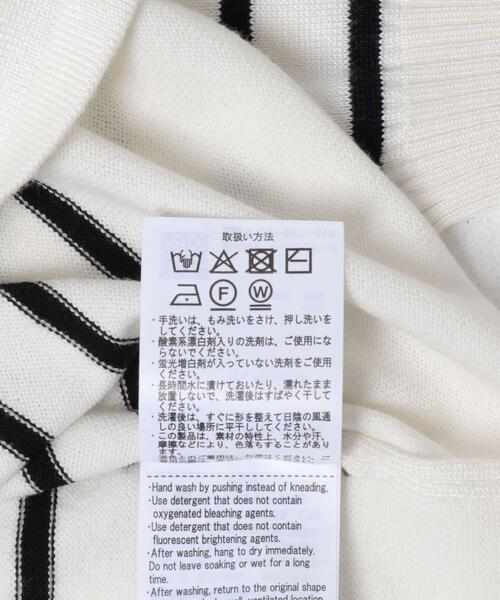 取扱い方法
F W
・手洗いは、もみ洗いをさけ、押し洗いを
してください。
・酸素系漂白剤入りの洗剤は、ご使用にな
らないでください。
・蛍光増白剤が入っていない洗剤をご使用
ください。
・長時間水に漬けておいたり、濡れたまま
放置しないで、洗濯後はすばやく干して
ください。
・洗濯後は、すぐに形を整えて日陰の風通
しの良い場所に平干ししてください。
・この製品は、素材の特性上、水分や汗、
摩擦などにより、色落ちすることがあり
ます。
・Hand wash by pushing instead of kneading.
・Use detergent that does not contain
oxygenated bleaching agents.
・Use detergent that does not contain
fluorescent brightening agents.
・After washing, hang to dry immediately.
Do not leave soaking or wet for a long
time.
・After washing, return to the original shape